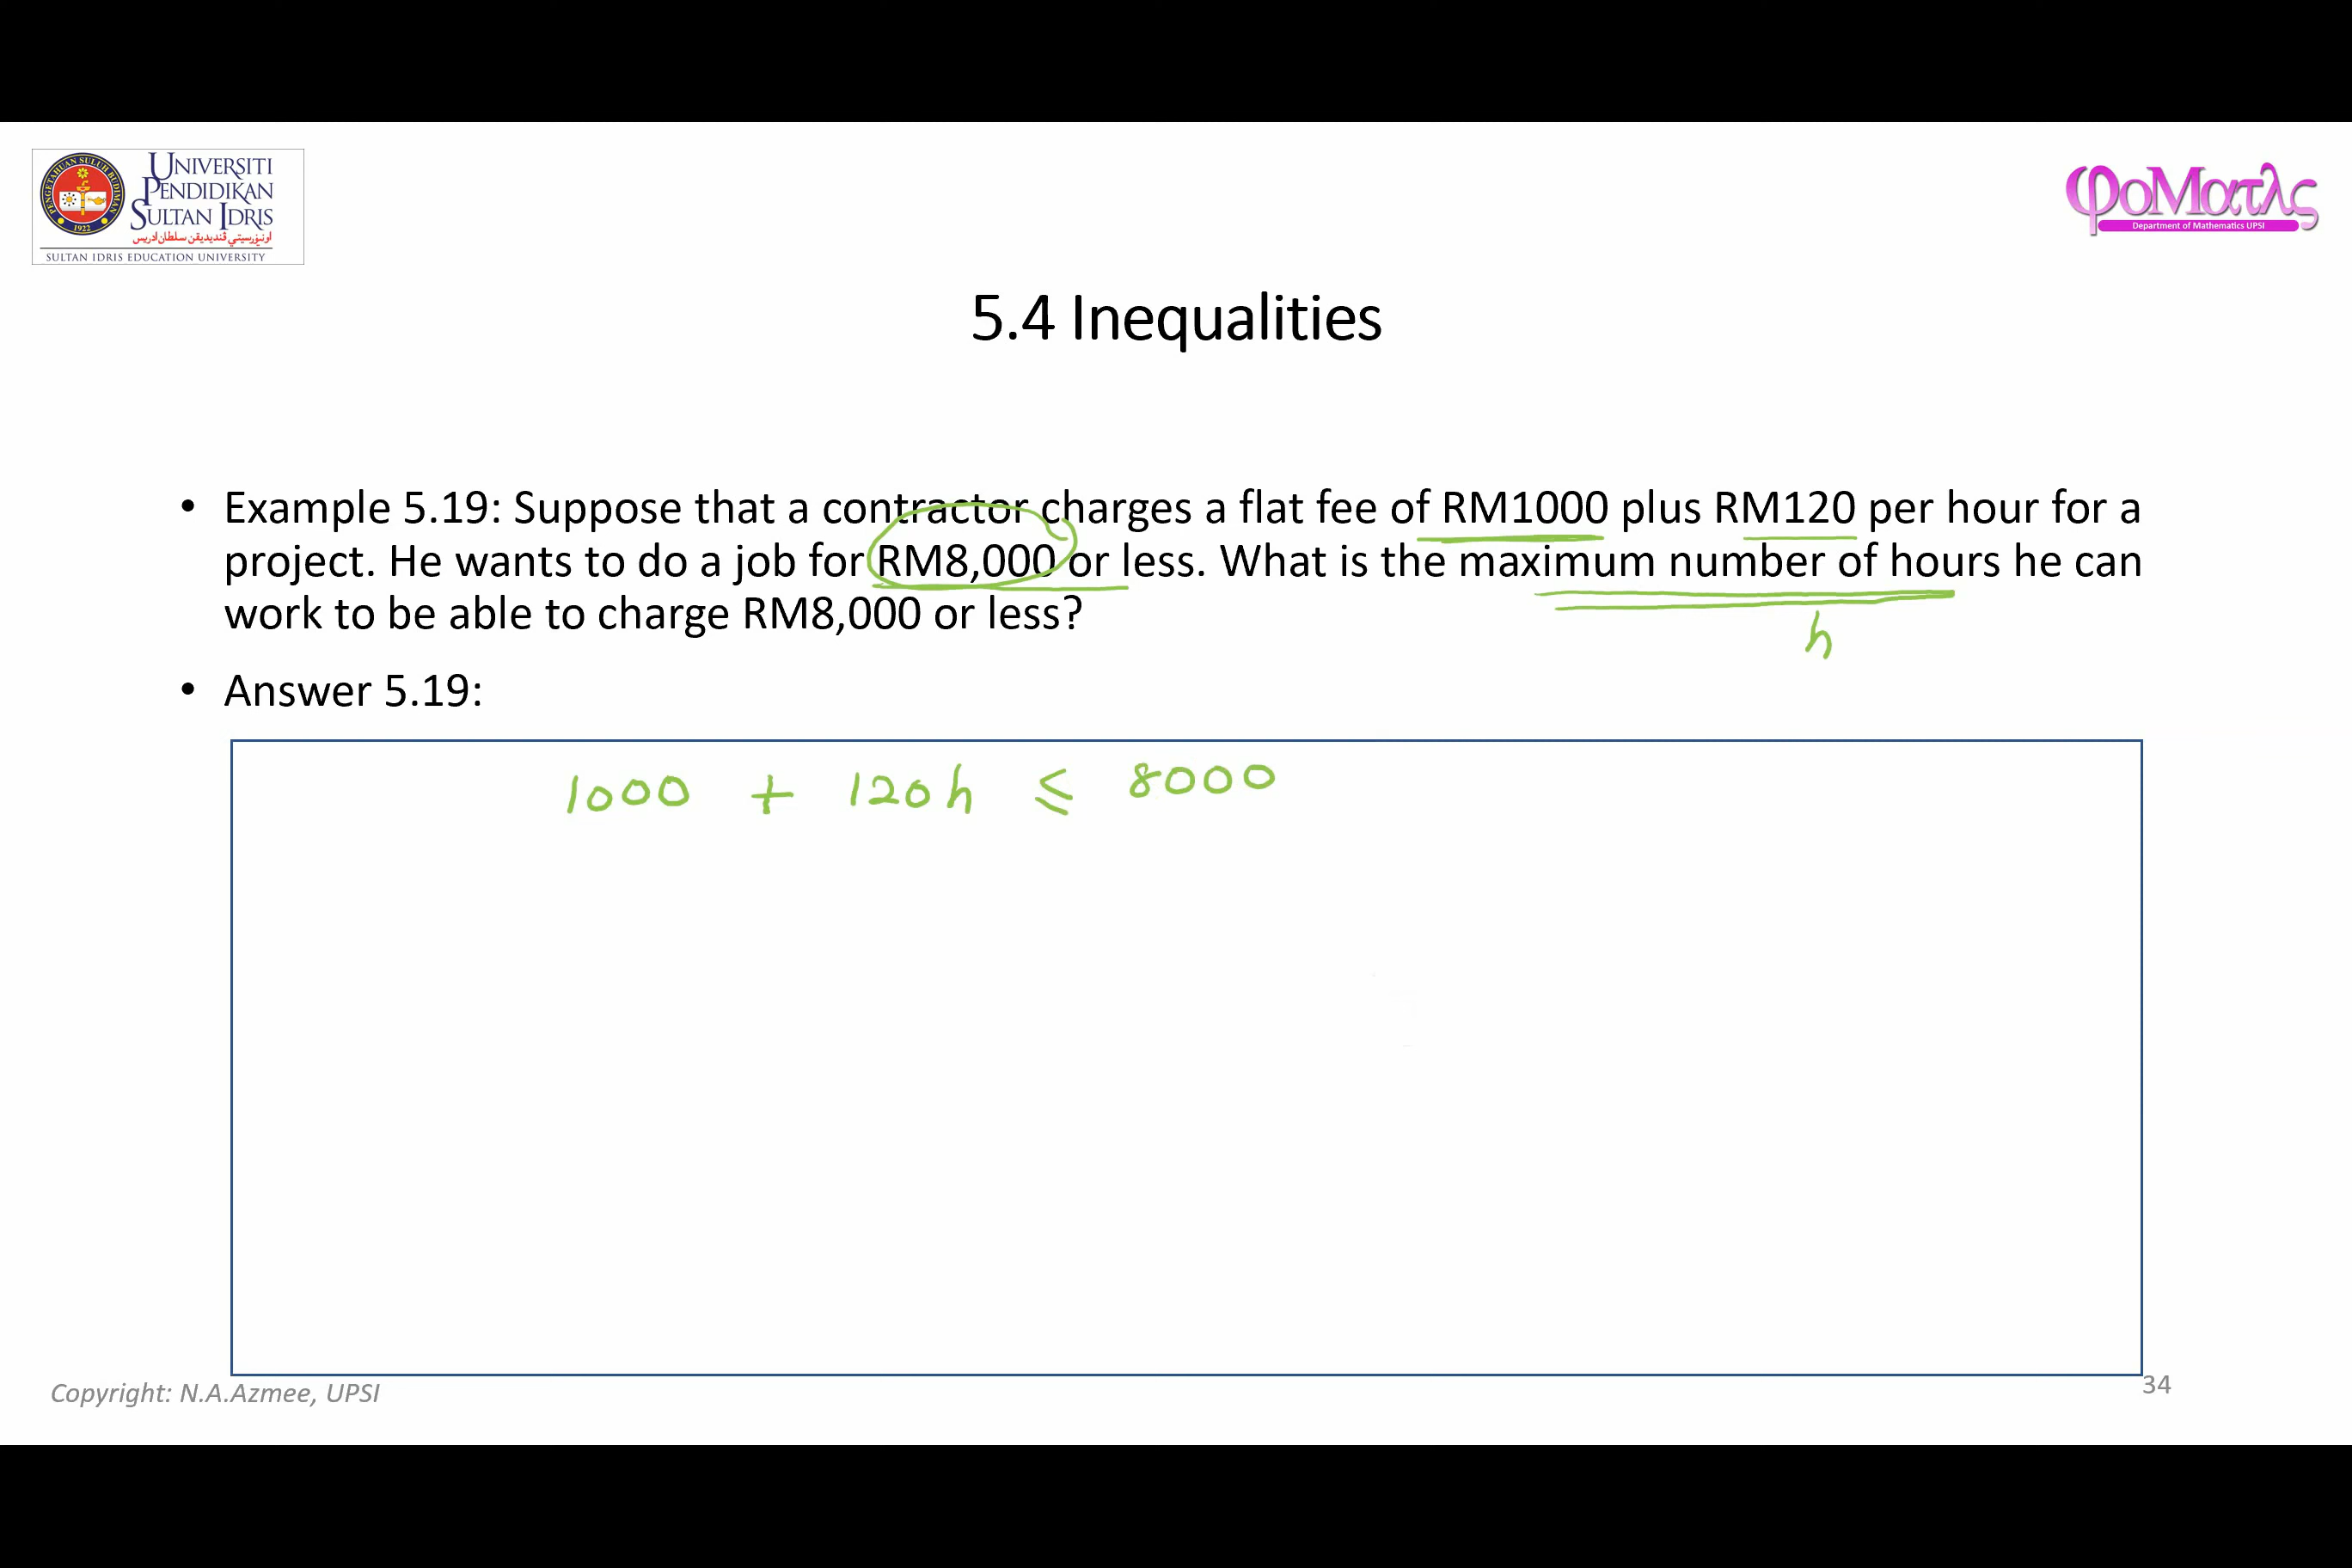 UNIVERSITI
PENDIDIKAN
SULTAN IDRIS
اونيۏرسيتي ڤنديديقن سلطان ادريس
SULTAN IDRIS EDUCATION UNIVERSITY
PENGETAHUAN SULUH BUDIMAN
1922
φοΜατλς
Department of Mathematics UPSI
5.4 Inequalities
• Example 5.19: Suppose that a contractor charges a flat fee of RM1000 plus RM120 per hour for a
project. He wants to do a job for RM8,000 or less. What is the maximum number of hours he can
work to be able to charge RM8,000 or less?
h
• Answer 5.19:
1000 + 120h ≤ 8000
Copyright: N.A.Azmee, UPSI
34